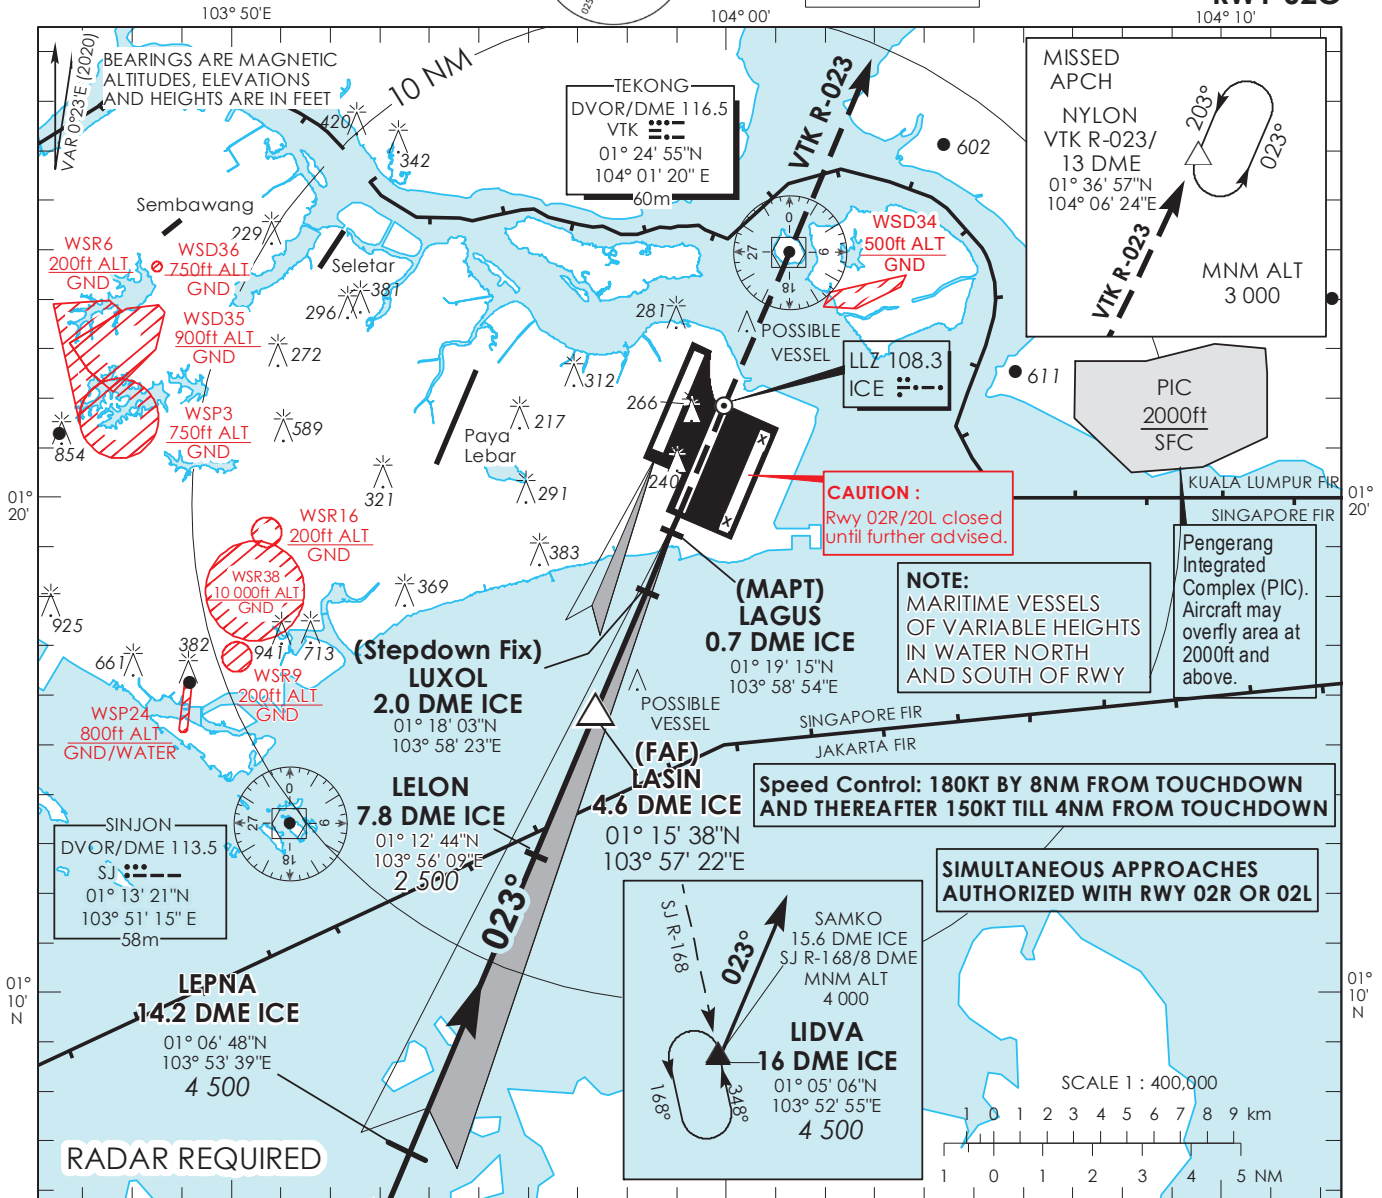 103° 50'E
025
104° 00'
104° 10'
RWY 02C
BEARINGS ARE MAGNETIC
ALTITUDES, ELEVATIONS
AND HEIGHTS ARE IN FEET
VAR 0°23'E (2020)
10 NM
420
342
TEKONG
DVOR/DME 116.5
VTK
01° 24' 55"N
104° 01' 20" E
60m
VTK R-023
602
MISSED
APCH
NYLON
VTK R-023/
13 DME
01° 36' 57"N
104° 06' 24"E
203°
023°
VTK R-023
MNM ALT
3 000
Sembawang
229
WSR6
200ft ALT
GND
WSD36
750ft ALT
GND
Seletar
296
381
WSD35
900ft ALT
GND
272
0
9
18
27
WSD34
500ft ALT
GND
281
POSSIBLE
VESSEL
LLZ 108.3
ICE
611
PIC
2000ft
SFC
312
266
217
WSP3
750ft ALT
GND
589
854
Paya
Lebar
X
240
X
321
291
01°
20'
KUALA LUMPUR FIR
SINGAPORE FIR
01°
20'
CAUTION :
Rwy 02R/20L closed
until further advised.
WSR16
200ft ALT
GND
383
WSR38
10 000ft ALT
GND
369
925
941
713
382
661
WSR9
200ft ALT
GND
WSP24
800ft ALT
GND/WATER
Pengerang
Integrated
Complex (PIC).
Aircraft may
overfly area at
2000ft and
above.
NOTE:
MARITIME VESSELS
OF VARIABLE HEIGHTS
IN WATER NORTH
AND SOUTH OF RWY
(MAPT)
LAGUS
0.7 DME ICE
01° 19' 15"N
103° 58' 54"E
(Stepdown Fix)
LUXOL
2.0 DME ICE
01° 18' 03"N
103° 58' 23"E
POSSIBLE
VESSEL
SINGAPORE FIR
JAKARTA FIR
(FAF)
LASIN
4.6 DME ICE
01° 15' 38"N
103° 57' 22"E
LELON
7.8 DME ICE
01° 12' 44"N
103° 56' 09"E
2 500
Speed Control: 180KT BY 8NM FROM TOUCHDOWN
AND THEREAFTER 150KT TILL 4NM FROM TOUCHDOWN
SINJON
DVOR/DME 113.5
SJ
01° 13' 21"N
103° 51' 15" E
58m
0
9
18
27
SIMULTANEOUS APPROACHES
AUTHORIZED WITH RWY 02R OR 02L
023°
SJ R-168
023°
SAMKO
15.6 DME ICE
SJ R-168/8 DME
MNM ALT
4 000
LIDVA
16 DME ICE
01° 05' 06"N
103° 52' 55"E
4 500
168°
348°
LEPNA
14.2 DME ICE
01° 06' 48"N
103° 53' 39"E
4 500
01°
10'
N
01°
10'
N
RADAR REQUIRED
SCALE 1 : 400,000
1 0 1 2 3 4 5 6 7 8 9 km
1 0 1 2 3 4 5 NM